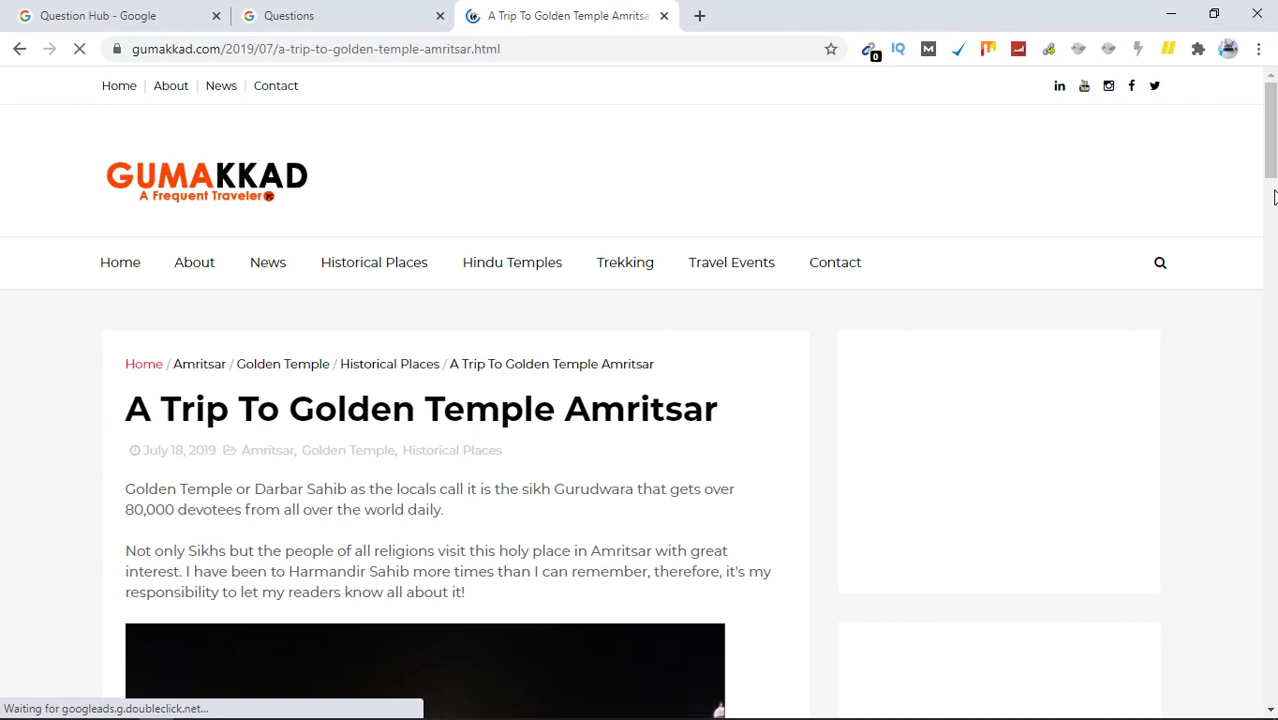 Question Hub - Google
Questions
A Trip To Golden Temple Amritsa
gumakkad.com/2019/07/a-trip-to-golden-temple-amritsar.html
0
IQ
M
Home | About | News | Contact
GUMAKKAD
A Frequent Traveler
Home About News Historical Places Hindu Temples Trekking Travel Events Contact
Home / Amritsar / Golden Temple / Historical Places / A Trip To Golden Temple Amritsar
A Trip To Golden Temple Amritsar
July 18, 2019 Amritsar, Golden Temple, Historical Places
Golden Temple or Darbar Sahib as the locals call it is the sikh Gurudwara that gets over
80,000 devotees from all over the world daily.
Not only Sikhs but the people of all religions visit this holy place in Amritsar with great
interest. I have been to Harmandir Sahib more times than I can remember, therefore, it's my
responsibility to let my readers know all about it!
Waiting for googleads.g.doubleclick.net...